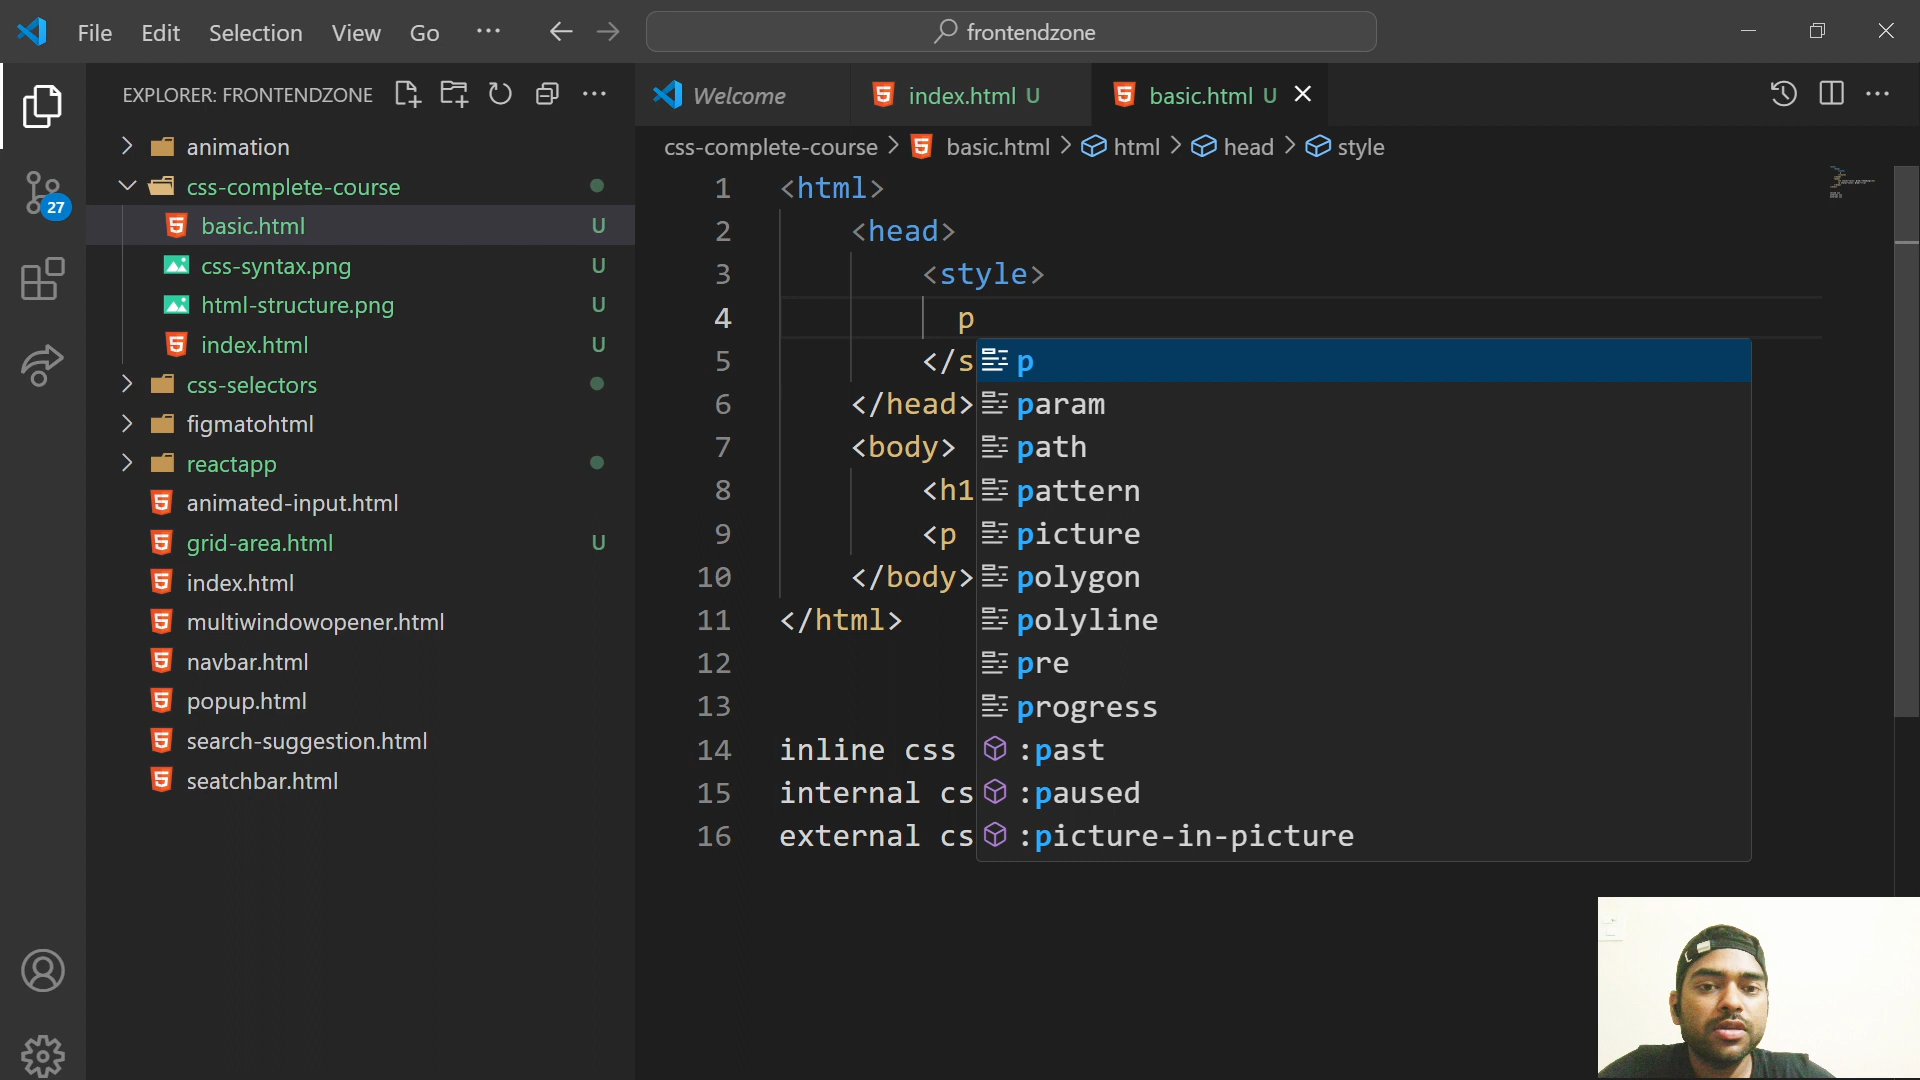 File Edit Selection View Go ··· frontendzone
EXPLORER: FRONTENDZONE
animation
css-complete-course
basic.html U
css-syntax.png U
html-structure.png U
index.html U
css-selectors
figmatohtml
reactapp
animated-input.html
grid-area.html U
index.html
multiwindowopener.html
navbar.html
popup.html
search-suggestion.html
seatchbar.html
27
Welcome index.html U basic.html U
css-complete-course > basic.html > html > head > style
1 <html>
2 <head>
3 <style>
4 p
5 </s
6 </head>
7 <body>
8 <h1
9 <p
10 </body>
11 </html>
12
13
14 inline css
15 internal cs
16 external cs
p
param
path
pattern
picture
polygon
polyline
pre
progress
:past
:paused
:picture-in-picture